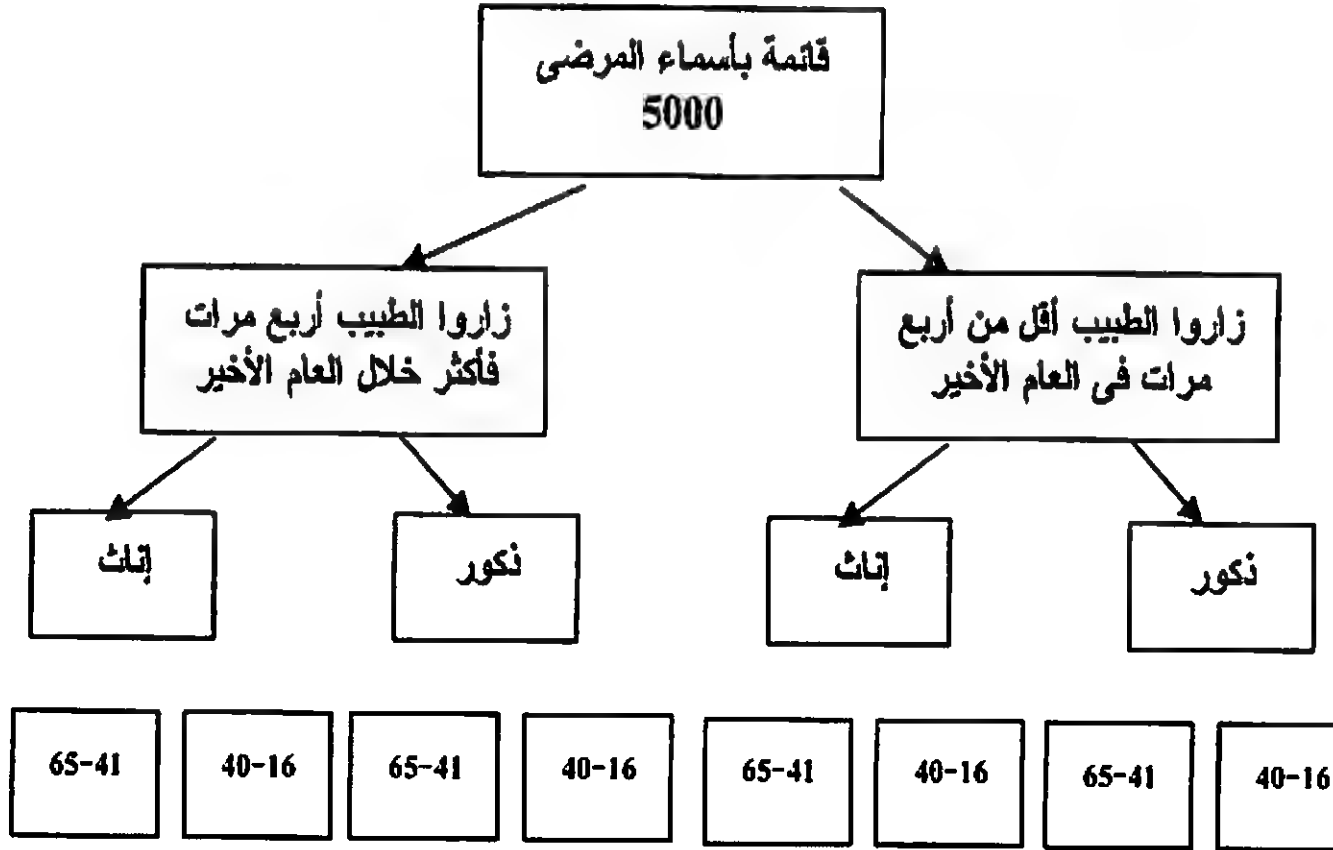 قائمة بأسماء المرضى
5000
زاروا الطبيب أقل من أربع
مرات فى العام الأخير
زاروا الطبيب أربع مرات
فأكثر خلال العام الأخير
ذكور
إناث
ذكور
إناث
40-16
65-41
40-16
65-41
40-16
65-41
40-16
65-41